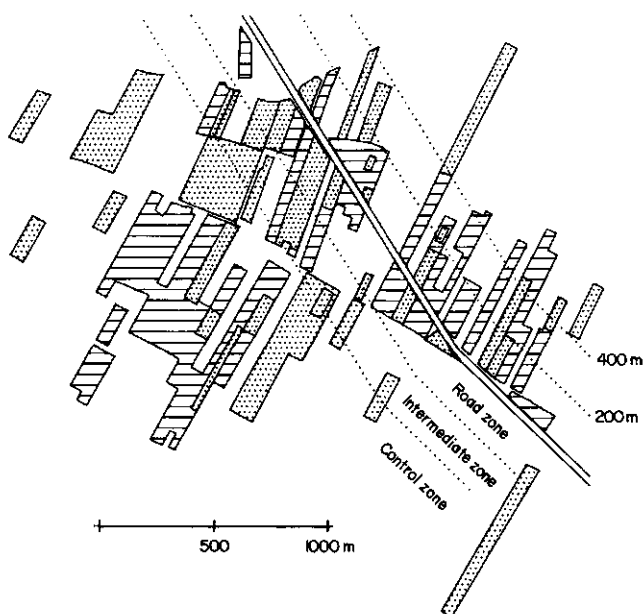 400 m
200 m
Road zone
Intermediate zone
Control zone
500
1000 m